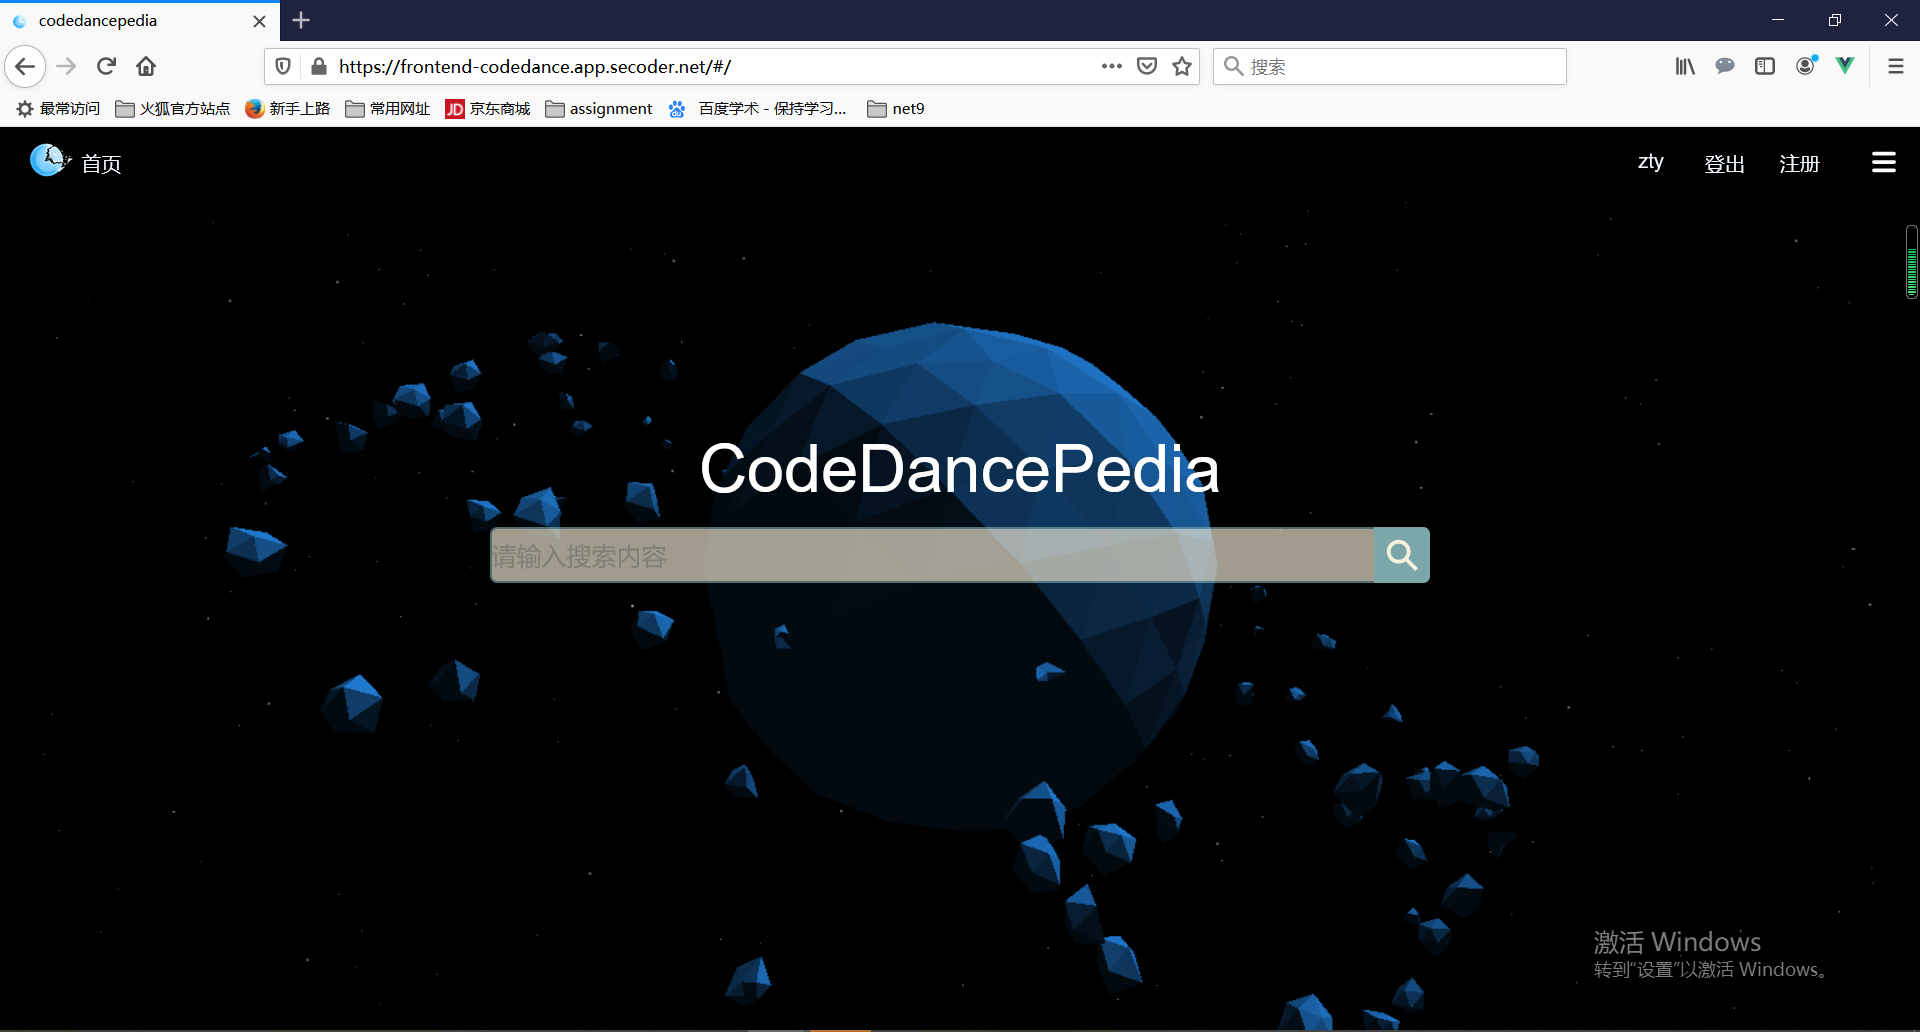 codedancepedia
https://frontend-codedance.app.secoder.net/#/
搜索
最常访问 火狐官方站点 新手上路 常用网址 JD 京东商城 assignment du 百度学术 - 保持学习... net9
首页 zty 登出 注册
CodeDancePedia
请输入搜索内容
激活 Windows
转到“设置”以激活 Windows。